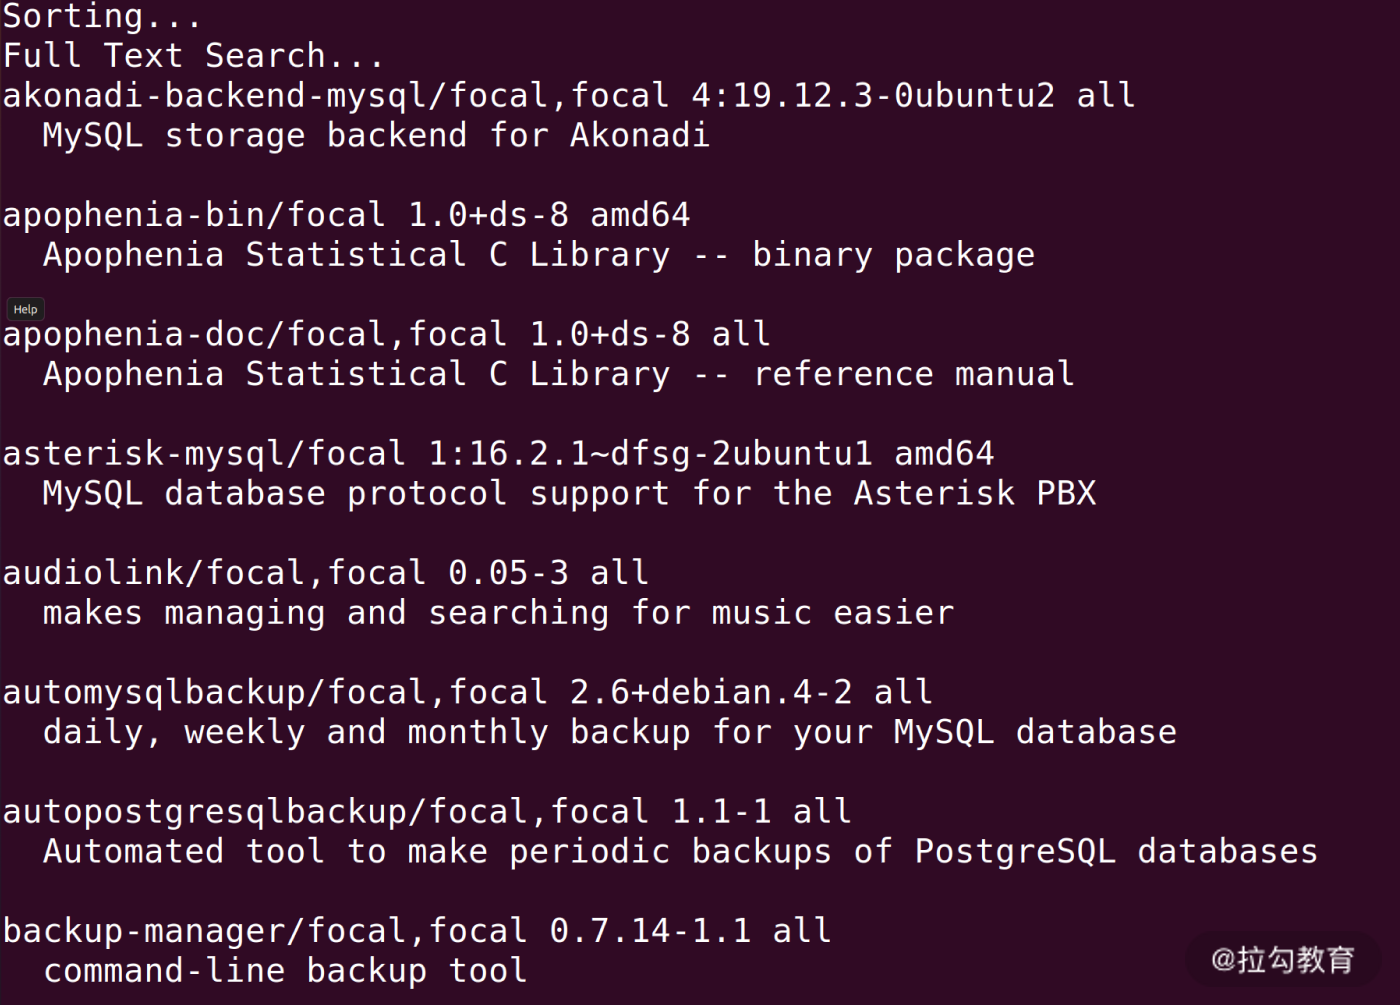 Sorting...
Full Text Search...
akonadi-backend-mysql/focal,focal 4:19.12.3-0ubuntu2 all
  MySQL storage backend for Akonadi
apophenia-bin/focal 1.0+ds-8 amd64
  Apophenia Statistical C Library -- binary package
Help
apophenia-doc/focal,focal 1.0+ds-8 all
  Apophenia Statistical C Library -- reference manual
asterisk-mysql/focal 1:16.2.1~dfsg-2ubuntu1 amd64
  MySQL database protocol support for the Asterisk PBX
audiolink/focal,focal 0.05-3 all
  makes managing and searching for music easier
automysqlbackup/focal,focal 2.6+debian.4-2 all
  daily, weekly and monthly backup for your MySQL database
autopostgresqlbackup/focal,focal 1.1-1 all
  Automated tool to make periodic backups of PostgreSQL databases
backup-manager/focal,focal 0.7.14-1.1 all
  command-line backup tool
@拉勾教育